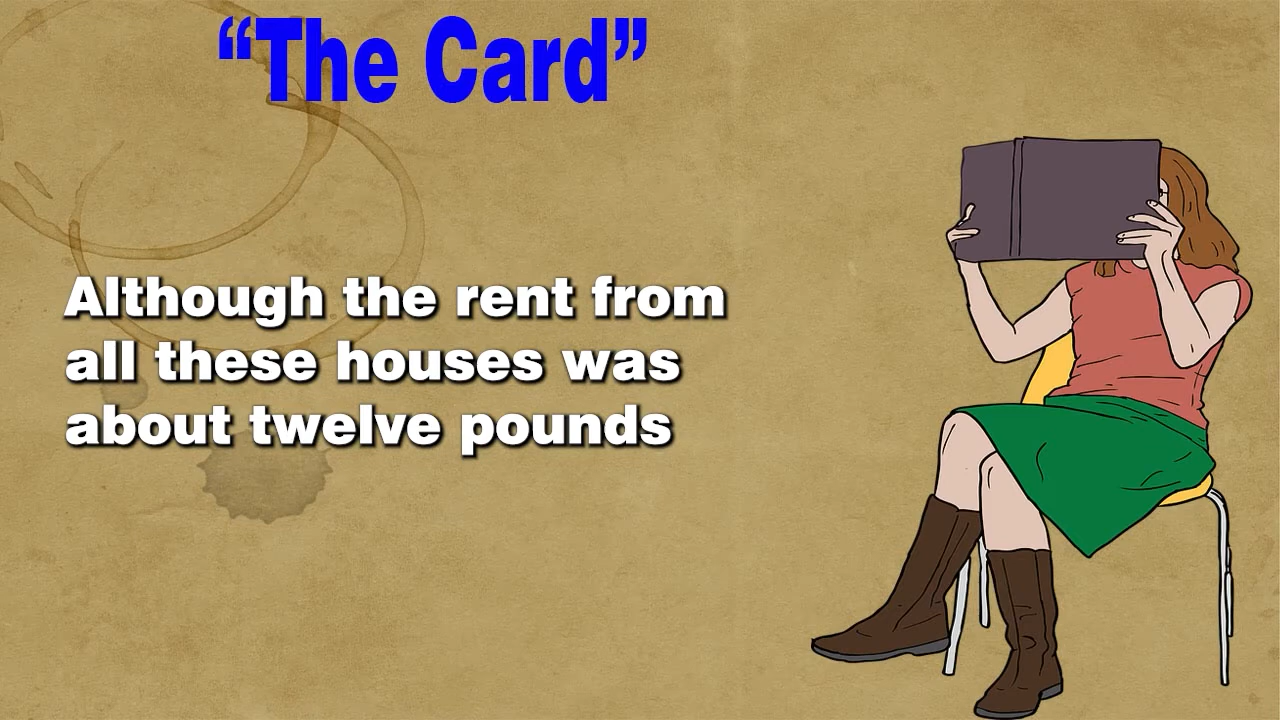 “The Card”
Although the rent from
all these houses was
about twelve pounds